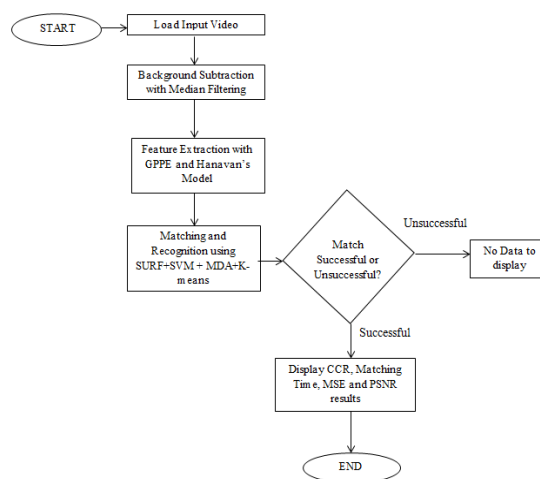 START
Load Input Video
Background Subtraction
with Median Filtering
Feature Extraction with
GPPE and Hanavan's
Model
Matching and
Recognition using
SURF+SVM + MDA+K-
means
Match
Successful or
Unsuccessful?
Unsuccessful
No Data to
display
Successful
Display CCR, Matching
Time, MSE and PSNR
results
END